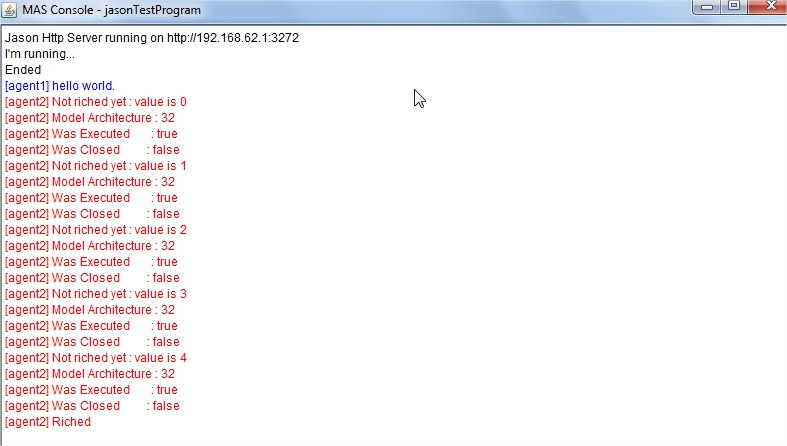 MAS Console - jasonTestProgram
Jason Http Server running on http://192.168.62.1:3272
I'm running...
Ended
[agent1] hello world.
[agent2] Not riched yet : value is 0
[agent2] Model Architecture : 32
[agent2] Was Executed : true
[agent2] Was Closed : false
[agent2] Not riched yet : value is 1
[agent2] Model Architecture : 32
[agent2] Was Executed : true
[agent2] Was Closed : false
[agent2] Not riched yet : value is 2
[agent2] Model Architecture : 32
[agent2] Was Executed : true
[agent2] Was Closed : false
[agent2] Not riched yet : value is 3
[agent2] Model Architecture : 32
[agent2] Was Executed : true
[agent2] Was Closed : false
[agent2] Not riched yet : value is 4
[agent2] Model Architecture : 32
[agent2] Was Executed : true
[agent2] Was Closed : false
[agent2] Riched